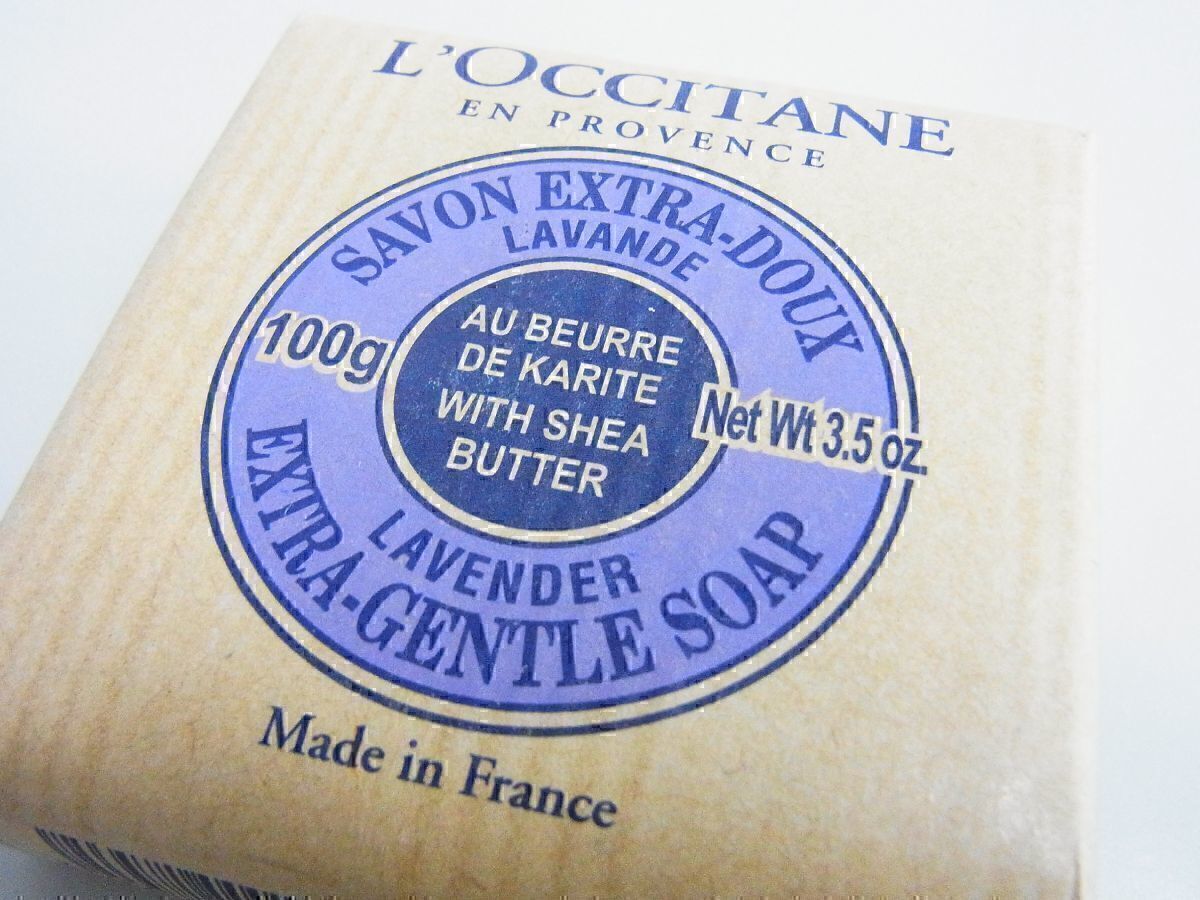 L'OCCITANE
EN PROVENCE
SAVON EXTRA-DOUX
LAVANDE
100g
AU BEURRE
DE KARITE
WITH SHEA
BUTTER
Net Wt 3.5 oz.
LAVENDER
EXTRA-GENTLE SOAP
Made in France